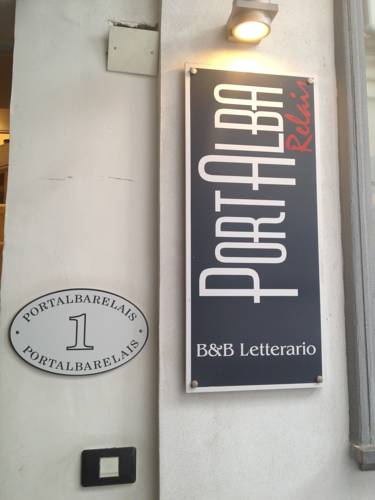 PORTALBA
Relais
B&B Letterario
PORTALBARELAIS
1
PORTALBARELAIS